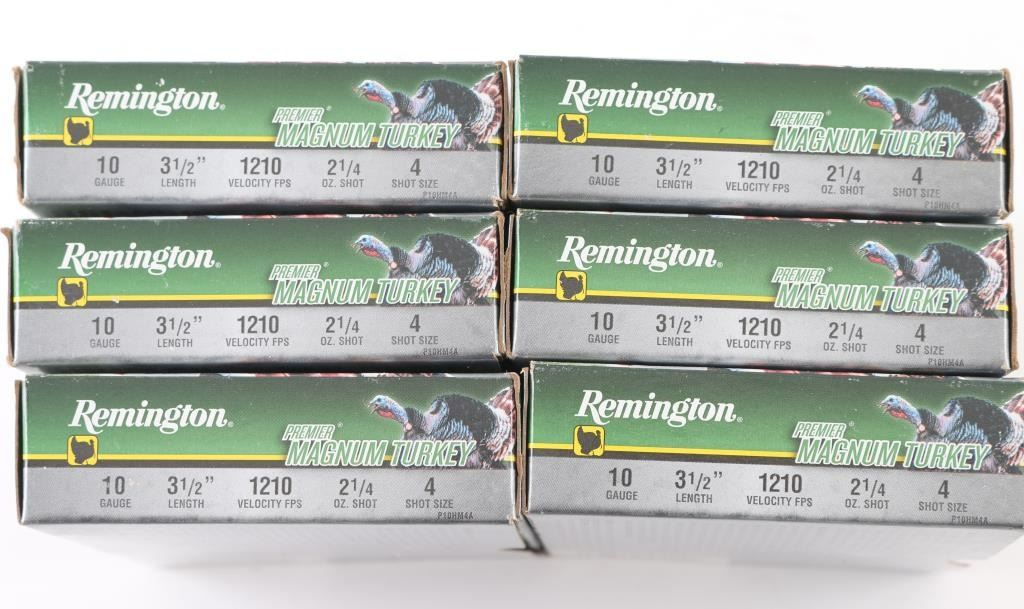 Remington®
PREMIER®
MAGNUM TURKEY
10 3 1/2” 1210 2 1/4 4
GAUGE LENGTH VELOCITY FPS OZ. SHOT SHOT SIZE
P10HM4A
Remington®
PREMIER®
MAGNUM TURKEY
10 3 1/2” 1210 2 1/4 4
GAUGE LENGTH VELOCITY FPS OZ. SHOT SHOT SIZE
P10HM4A
Remington®
PREMIER®
MAGNUM TURKEY
10 3 1/2” 1210 2 1/4 4
GAUGE LENGTH VELOCITY FPS OZ. SHOT SHOT SIZE
P10HM4A
Remington®
PREMIER®
MAGNUM TURKEY
10 3 1/2” 1210 2 1/4 4
GAUGE LENGTH VELOCITY FPS OZ. SHOT SHOT SIZE
P10HM4A
Remington®
PREMIER®
MAGNUM TURKEY
10 3 1/2” 1210 2 1/4 4
GAUGE LENGTH VELOCITY FPS OZ. SHOT SHOT SIZE
P10HM4A
Remington®
PREMIER®
MAGNUM TURKEY
10 3 1/2” 1210 2 1/4 4
GAUGE LENGTH VELOCITY FPS OZ. SHOT SHOT SIZE
P10HM4A